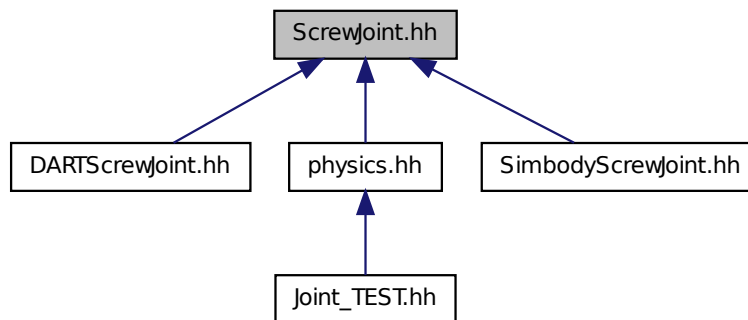 ScrewJoint.hh
DARTScrewJoint.hh
physics.hh
SimbodyScrewJoint.hh
Joint_TEST.hh